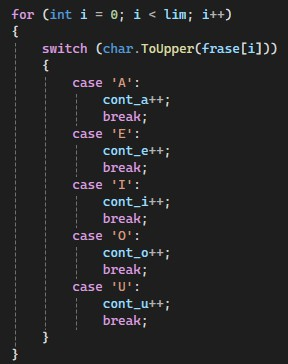 for (int i = 0; i < lim; i++)
{
    switch (char.ToUpper(frase[i]))
    {
        case 'A':
            cont_a++;
            break;
        case 'E':
            cont_e++;
            break;
        case 'I':
            cont_i++;
            break;
        case 'O':
            cont_o++;
            break;
        case 'U':
            cont_u++;
            break;
    }
}